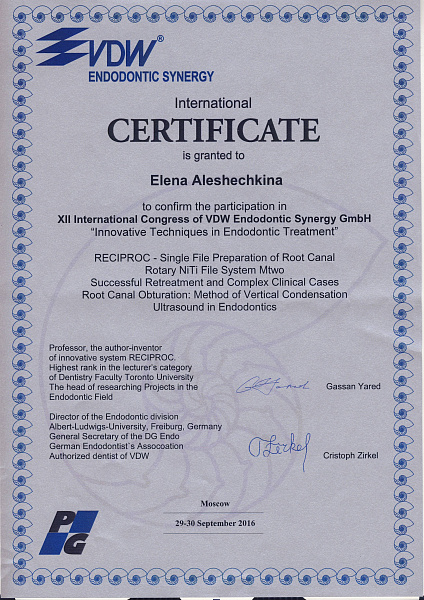 VDW®
ENDODONTIC SYNERGY
International
CERTIFICATE
is granted to
Elena Aleshechkina
to confirm the participation in
XII International Congress of VDW Endodontic Synergy GmbH
“Innovative Techniques in Endodontic Treatment”
RECIPROC - Single File Preparation of Root Canal
Rotary NiTi File System Mtwo
Successful Retreatment and Complex Clinical Cases
Root Canal Obturation: Method of Vertical Condensation
Ultrasound in Endodontics
Professor, the author-inventor
of innovative system RECIPROC.
Highest rank in the lecturer's category
of Dentistry Faculty Toronto University
The head of researching Projects in the
Endodontic Field
Gassan Yared
Director of the Endodontic division
Albert-Ludwigs-University, Freiburg, Germany
General Secretary of the DG Endo
German Endodontist`s Assocoation
Authorized dentist of VDW
Cristoph Zirkel
Moscow
29-30 September 2016
PG